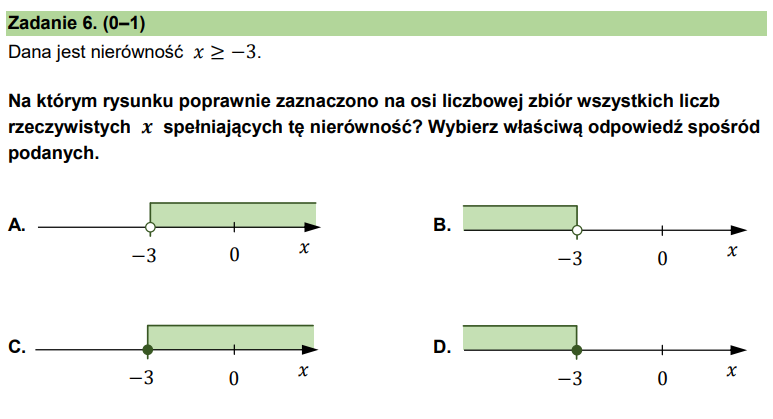 Zadanie 6. (0–1)
Dana jest nierówność x ≥ −3.
Na którym rysunku poprawnie zaznaczono na osi liczbowej zbiór wszystkich liczb
rzeczywistych x spełniających tę nierówność? Wybierz właściwą odpowiedź spośród
podanych.
A.
−3 0 x
B.
−3 0 x
C.
−3 0 x
D.
−3 0 x